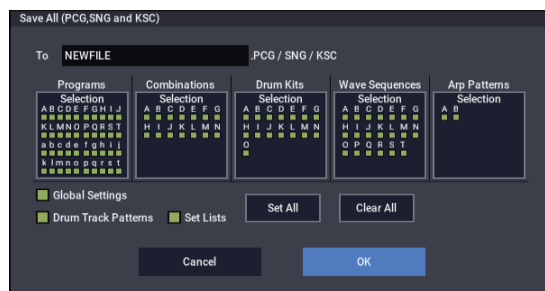 Save All (PCG,SNG and KSC)
To NEWFILE .PCG / SNG / KSC
Programs Combinations Drum Kits Wave Sequences Arp Patterns
Selection Selection Selection Selection Selection
A B C D E F G H I J A B C D E F G A B C D E F G A B C D E F G A B
K L M N O P Q R S T H I J K L M N H I J K L M N H I J K L M N
a b c d e f g h i j O O P Q R S T
k l m n o p q r s t
Global Settings
Drum Track Patterns Set Lists Set All Clear All
Cancel OK